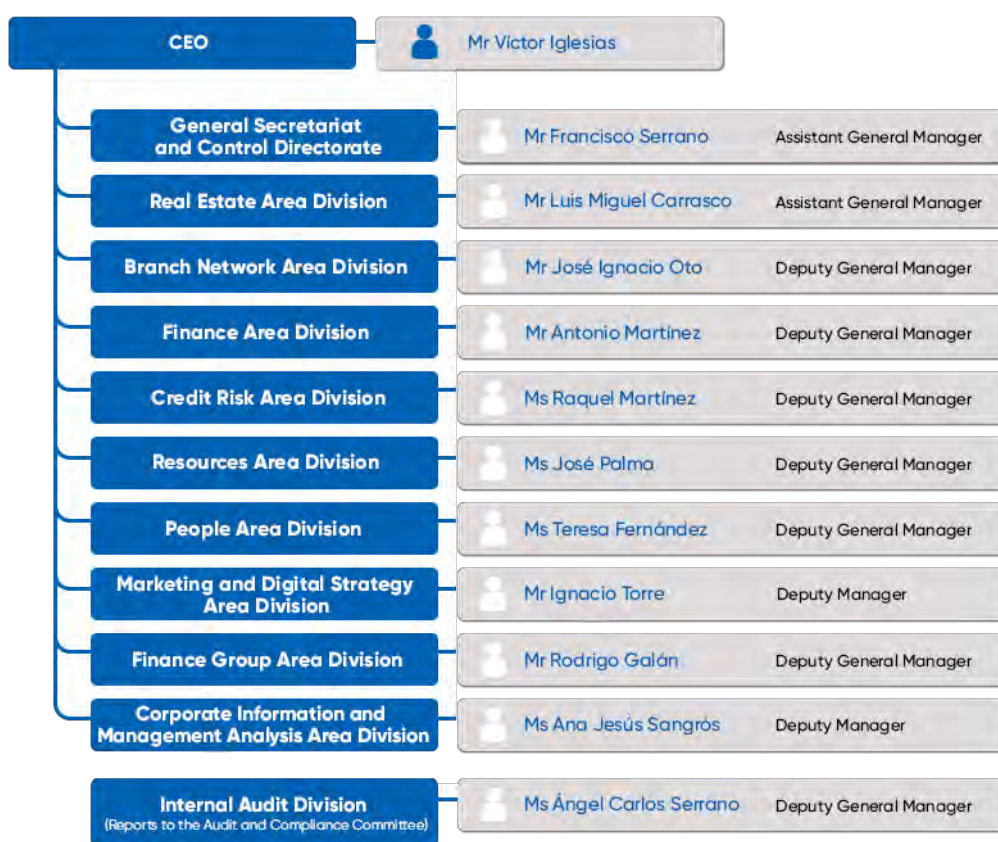 CEO
Mr Victor Iglesias
General Secretariat
and Control Directorate
Mr Francisco Serrano
Assistant General Manager
Real Estate Area Division
Mr Luis Miguel Carrasco
Assistant General Manager
Branch Network Area Division
Mr José Ignacio Oto
Deputy General Manager
Finance Area Division
Mr Antonio Martínez
Deputy General Manager
Credit Risk Area Division
Ms Raquel Martínez
Deputy General Manager
Resources Area Division
Ms José Palma
Deputy General Manager
People Area Division
Ms Teresa Fernández
Deputy General Manager
Marketing and Digital Strategy
Area Division
Mr Ignacio Torre
Deputy Manager
Finance Group Area Division
Mr Rodrigo Galán
Deputy General Manager
Corporate Information and
Management Analysis Area Division
Ms Ana Jesús Sangrós
Deputy Manager
Internal Audit Division
(Reports to the Audit and Compliance Committee)
Ms Ángel Carlos Serrano
Deputy General Manager